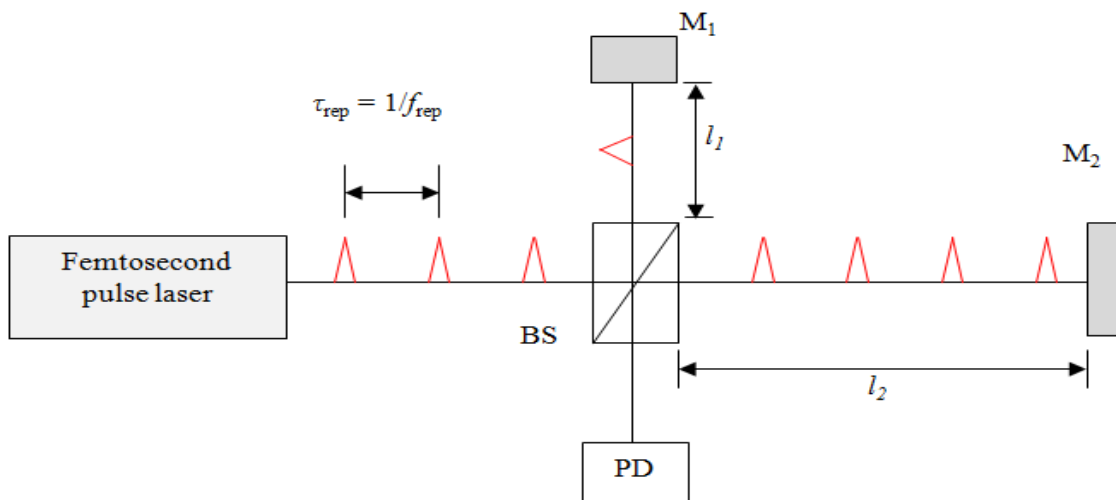 M₁
τrep = 1/frep
l₁
M₂
Femtosecond
pulse laser
BS
l₂
PD